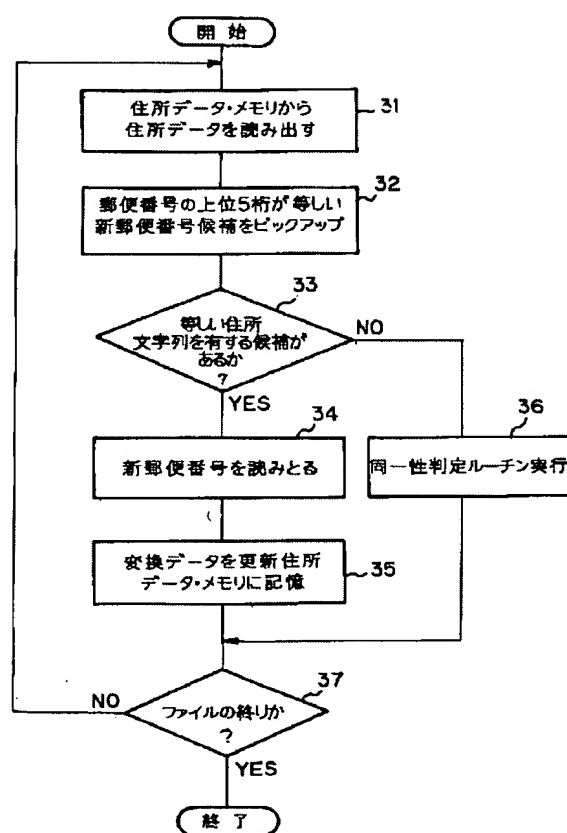 開始
住所データ・メモリから
住所データを読み出す
31
郵便番号の上位5桁が等しい
新郵便番号候補をピックアップ
32
等しい住所
文字列を有する候補が
あるか
?
33
NO
YES
新郵便番号を読みとる
34
同一性判定ルーチン実行
36
変換データを更新住所
データ・メモリに記憶
35
ファイルの終りか
?
37
NO
YES
終了